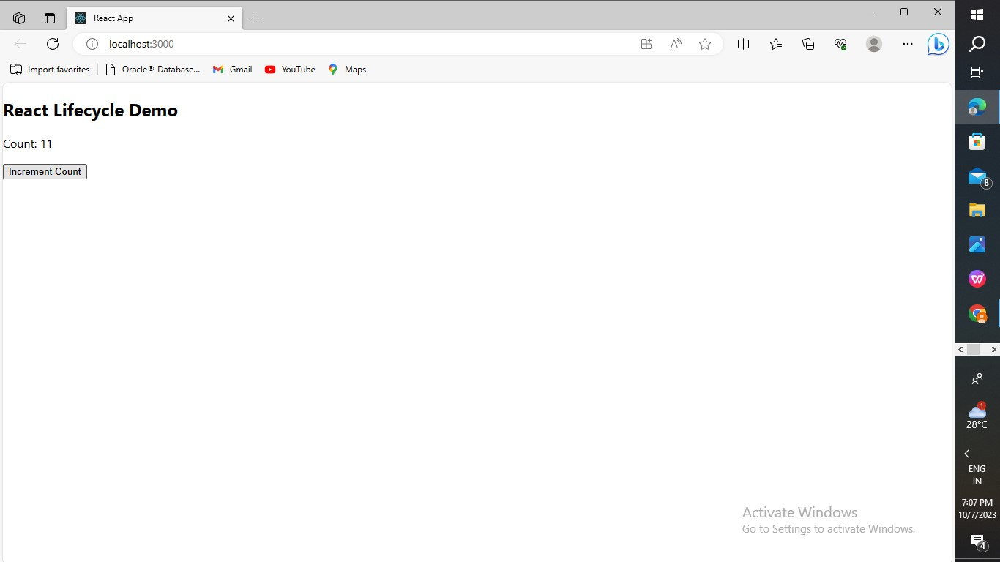 React App
localhost:3000
Import favorites
Oracle® Database...
Gmail
YouTube
Maps
React Lifecycle Demo
Count: 11
Increment Count
Activate Windows
Go to Settings to activate Windows.
8
1
28°C
ENG
IN
7:07 PM
10/7/2023
4